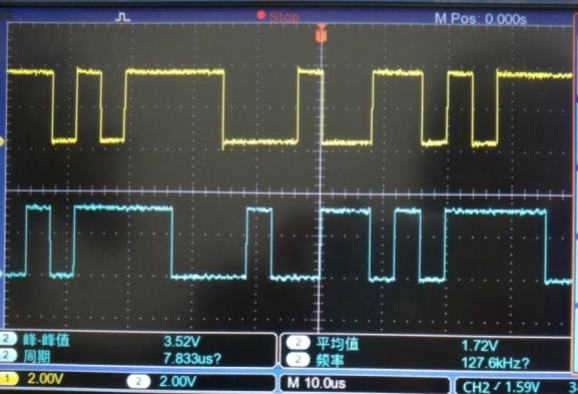 Stop M Pos: 0.000s
2 峰-峰值 3.52V 2 平均值 1.72V
2 周期 7.833us? 2 频率 127.6kHz?
1 2.00V 2 2.00V M 10.0us CH2 1.59V